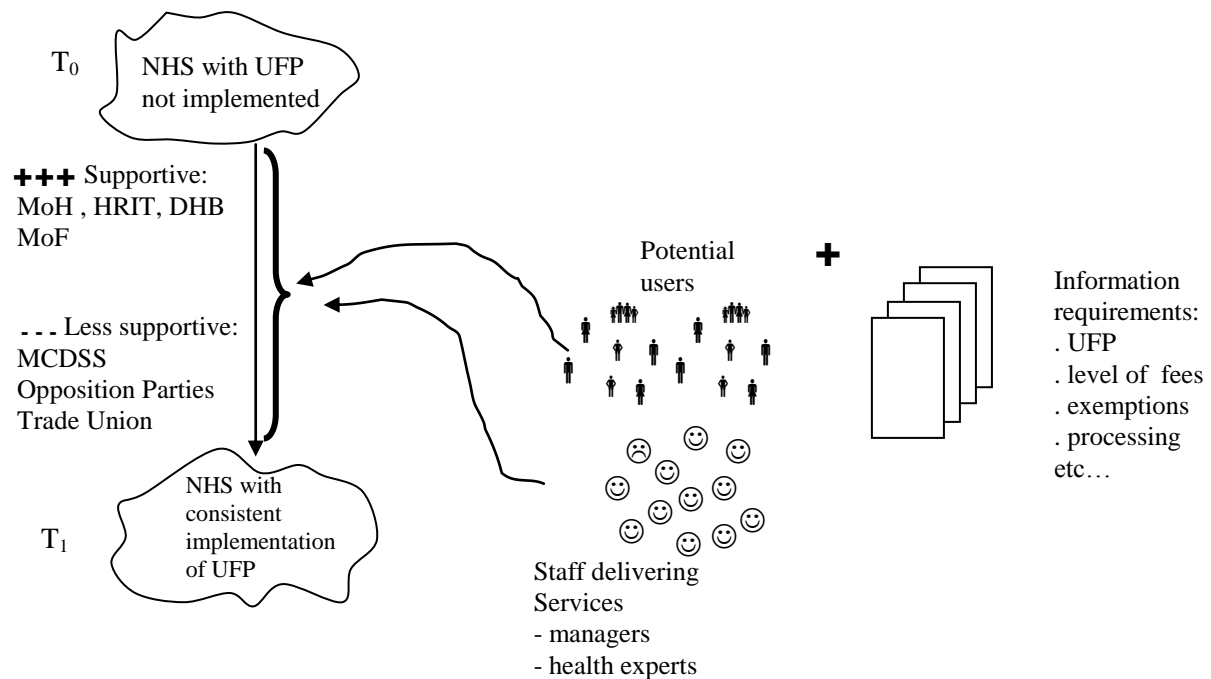 T0
NHS with UFP
not implemented
+++ Supportive:
MoH , HRIT, DHB
MoF
- - - Less supportive:
MCDSS
Opposition Parties
Trade Union
T1
NHS with
consistent
implementation
of UFP
Potential
users
+
Staff delivering
Services
- managers
- health experts
Information
requirements:
. UFP
. level of fees
. exemptions
. processing
etc…